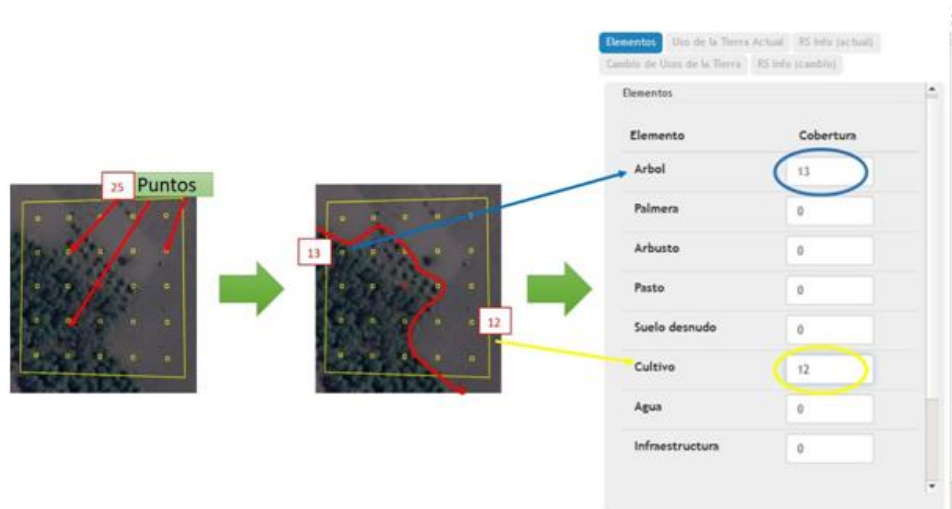 Elementos Uso de la Tierra Actual RS Info (actual)
Cambio de Usos de la Tierra RS Info (cambio)
Elementos
Elemento Cobertura
Arbol 13
Palmera 0
Arbusto 0
Pasto 0
Suelo desnudo 0
Cultivo 12
Agua 0
Infraestructura 0
25 Puntos
13
12